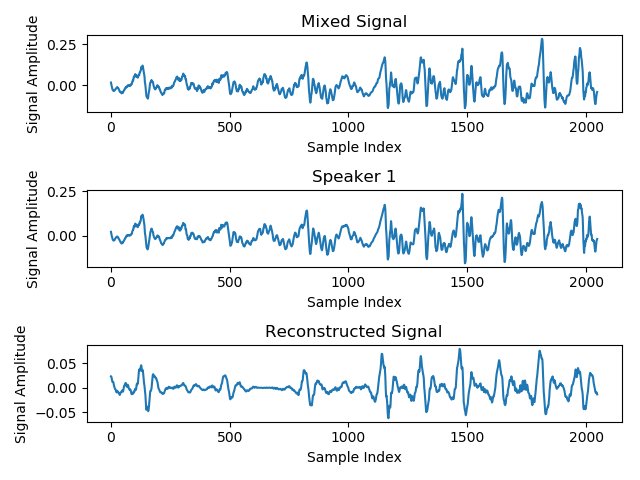 Mixed Signal
Signal Amplitude
0.25
0.00
0
500
1000
1500
2000
Sample Index
Speaker 1
Signal Amplitude
0.25
0.00
0
500
1000
1500
2000
Sample Index
Reconstructed Signal
Signal Amplitude
0.05
0.00
−0.05
0
500
1000
1500
2000
Sample Index